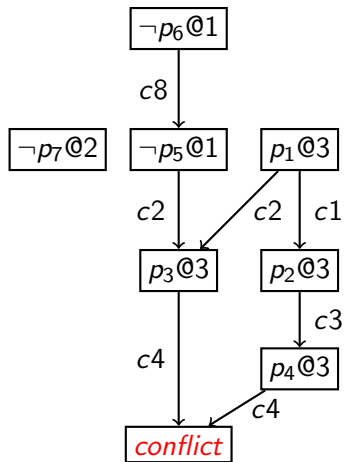 ¬p₆@1
c8
¬p₇@2 ¬p₅@1 p₁@3
c2 c2 c1
p₃@3 p₂@3
c3
c4 p₄@3
c4
conflict